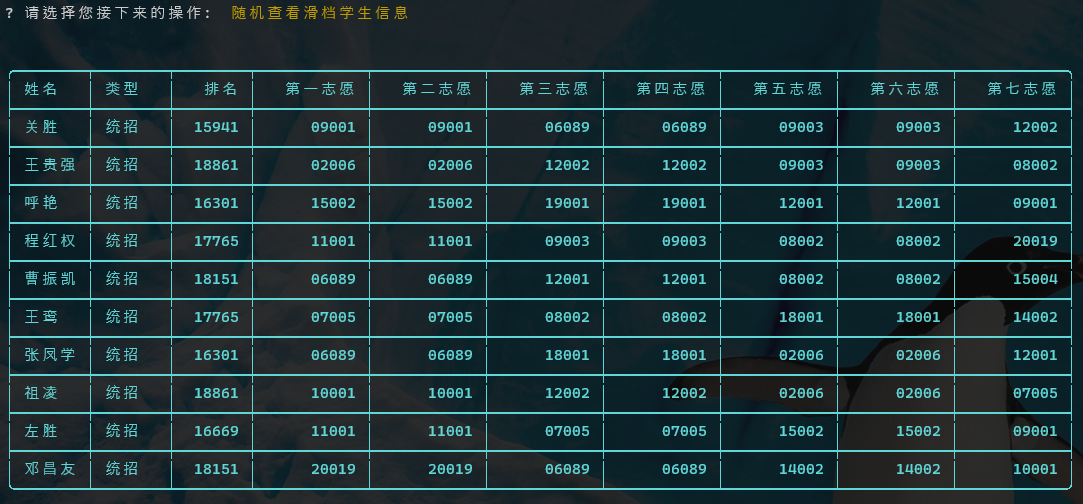 ? 请选择您接下来的操作: 随机查看滑档学生信息
姓名 类型 排名 第一志愿 第二志愿 第三志愿 第四志愿 第五志愿 第六志愿 第七志愿
关胜 统招 15941 09001 09001 06089 06089 09003 09003 12002
王贵强 统招 18861 02006 02006 12002 12002 09003 09003 08002
呼艳 统招 16301 15002 15002 19001 19001 12001 12001 09001
程红权 统招 17765 11001 11001 09003 09003 08002 08002 20019
曹振凯 统招 18151 06089 06089 12001 12001 08002 08002 15004
王鸾 统招 17765 07005 07005 08002 08002 18001 18001 14002
张凤学 统招 16301 06089 06089 18001 18001 02006 02006 12001
祖凌 统招 18861 10001 10001 12002 12002 02006 02006 07005
左胜 统招 16669 11001 11001 07005 07005 15002 15002 09001
邓昌友 统招 18151 20019 20019 06089 06089 14002 14002 10001